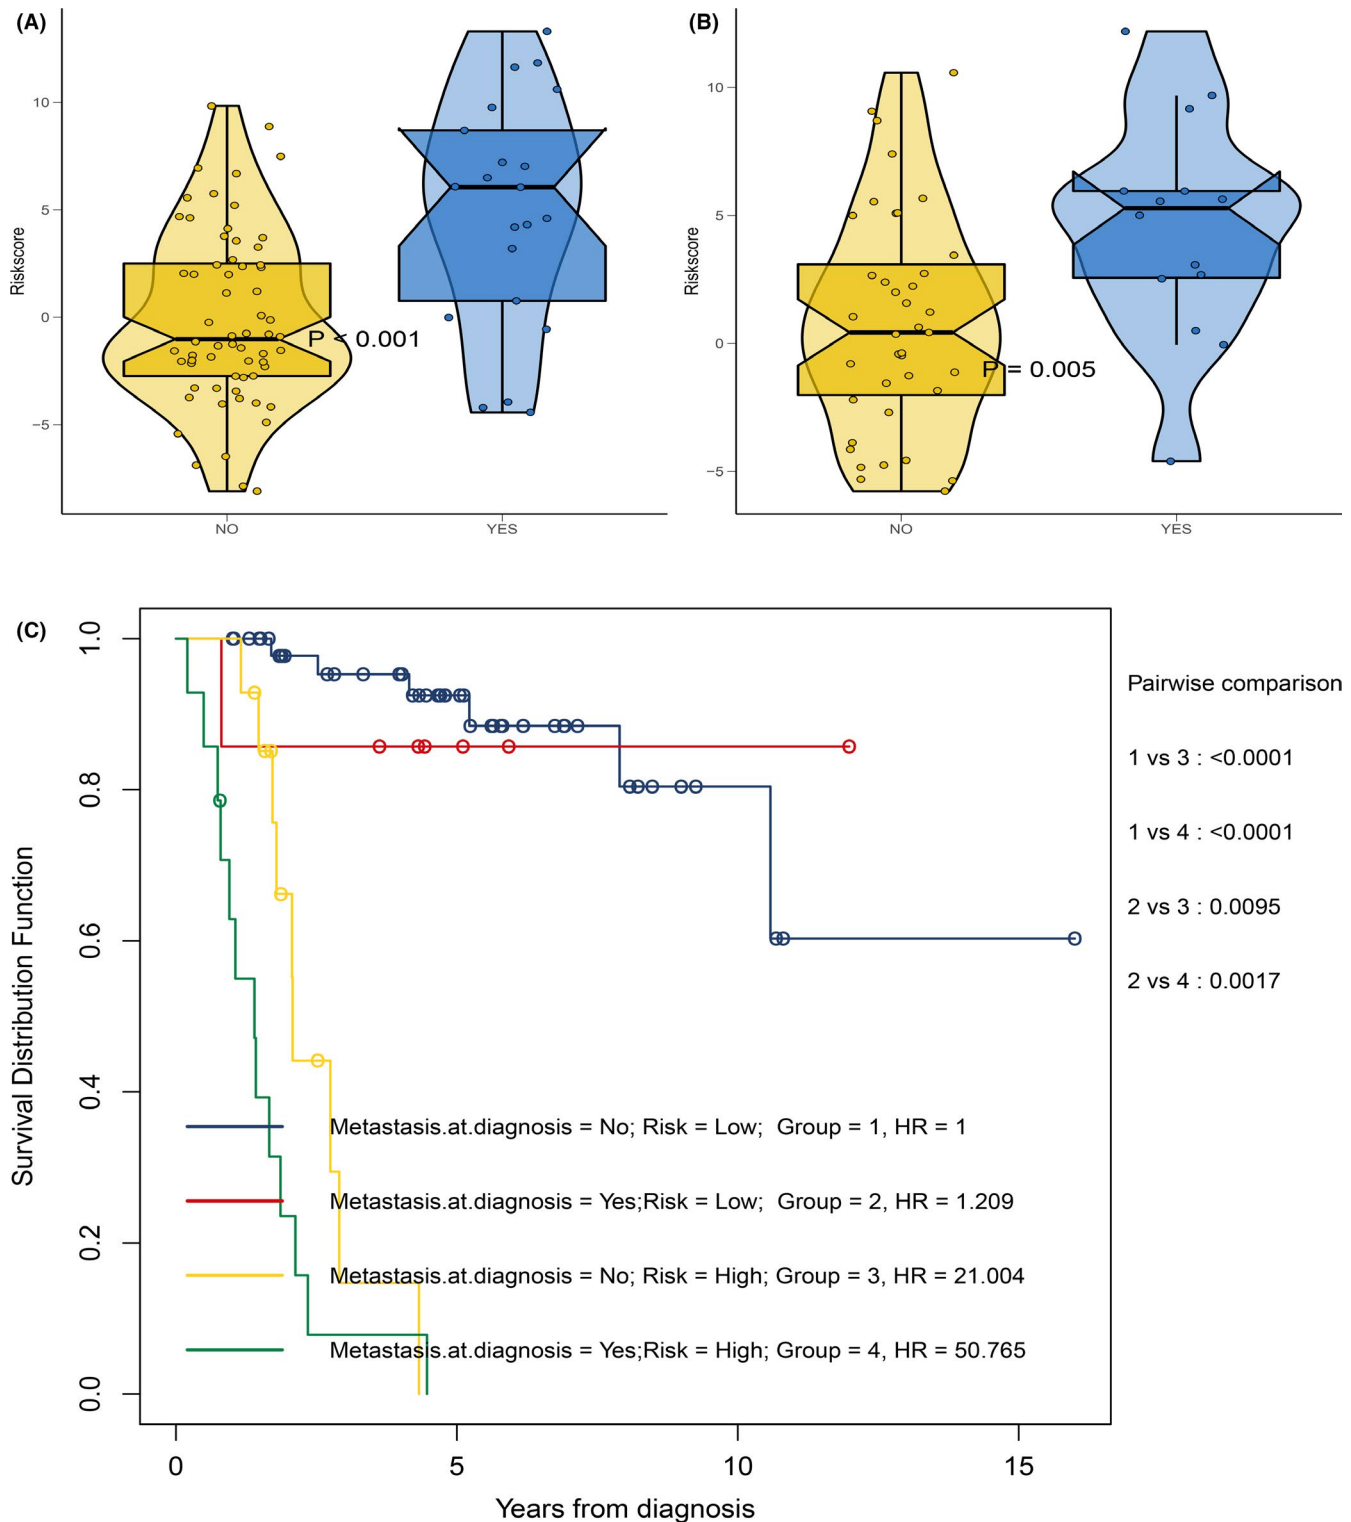 (A)
Riskscore
10
5
0
−5
P < 0.001
NO
YES
(B)
Riskscore
10
5
0
−5
P = 0.005
NO
YES
(C)
Survival Distribution Function
1.0
0.8
0.6
0.4
0.2
0.0
Metastasis.at.diagnosis = No; Risk = Low; Group = 1, HR = 1
Metastasis.at.diagnosis = Yes;Risk = Low; Group = 2, HR = 1.209
Metastasis.at.diagnosis = No; Risk = High; Group = 3, HR = 21.004
Metastasis.at.diagnosis = Yes;Risk = High; Group = 4, HR = 50.765
0
5
10
15
Years from diagnosis
Pairwise comparison
1 vs 3 : <0.0001
1 vs 4 : <0.0001
2 vs 3 : 0.0095
2 vs 4 : 0.0017